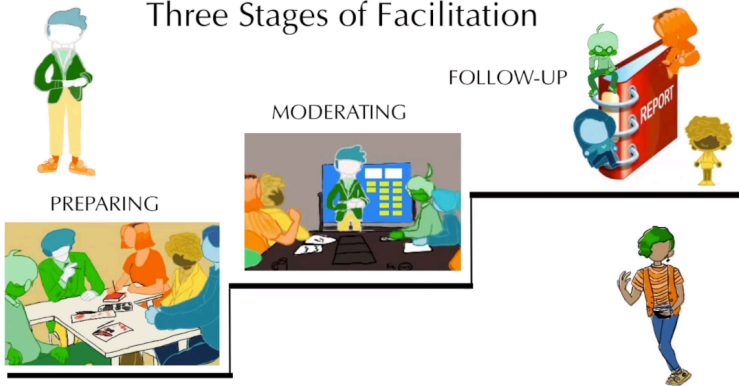 Three Stages of Facilitation
FOLLOW-UP
REPORT
MODERATING
PREPARING